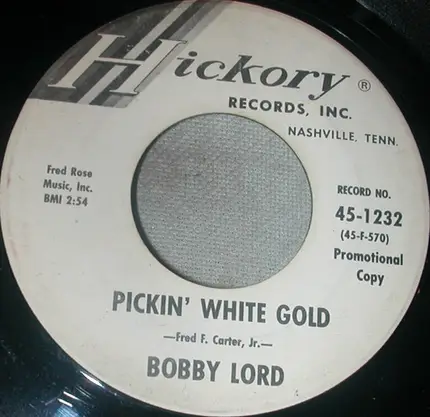 Hickory ®
RECORDS, INC.
NASHVILLE, TENN.
Fred Rose
Music, Inc.
BMI 2:54
RECORD NO.
45-1232
(45-F-570)
Promotional
Copy
PICKIN' WHITE GOLD
—Fred F. Carter, Jr.—
BOBBY LORD